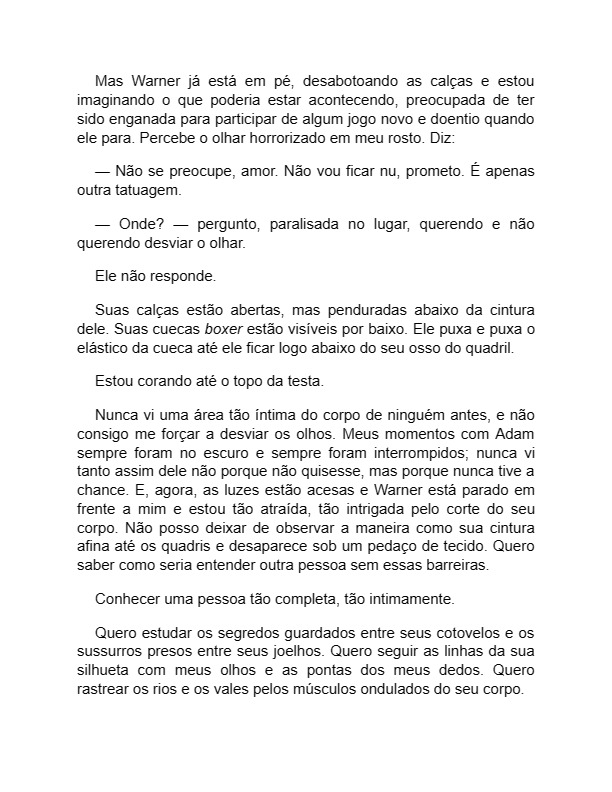 Mas Warner já está em pé, desabotoando as calças e estou
imaginando o que poderia estar acontecendo, preocupada de ter
sido enganada para participar de algum jogo novo e doentio quando
ele para. Percebe o olhar horrorizado em meu rosto. Diz:
— Não se preocupe, amor. Não vou ficar nu, prometo. É apenas
outra tatuagem.
— Onde? — pergunto, paralisada no lugar, querendo e não
querendo desviar o olhar.
Ele não responde.
Suas calças estão abertas, mas penduradas abaixo da cintura
dele. Suas cuecas boxer estão visíveis por baixo. Ele puxa e puxa o
elástico da cueca até ele ficar logo abaixo do seu osso do quadril.
Estou corando até o topo da testa.
Nunca vi uma área tão íntima do corpo de ninguém antes, e não
consigo me forçar a desviar os olhos. Meus momentos com Adam
sempre foram no escuro e sempre foram interrompidos; nunca vi
tanto assim dele não porque não quisesse, mas porque nunca tive a
chance. E, agora, as luzes estão acesas e Warner está parado em
frente a mim e estou tão atraída, tão intrigada pelo corte do seu
corpo. Não posso deixar de observar a maneira como sua cintura
afina até os quadris e desaparece sob um pedaço de tecido. Quero
saber como seria entender outra pessoa sem essas barreiras.
Conhecer uma pessoa tão completa, tão intimamente.
Quero estudar os segredos guardados entre seus cotovelos e os
sussurros presos entre seus joelhos. Quero seguir as linhas da sua
silhueta com meus olhos e as pontas dos meus dedos. Quero
rastrear os rios e os vales pelos músculos ondulados do seu corpo.